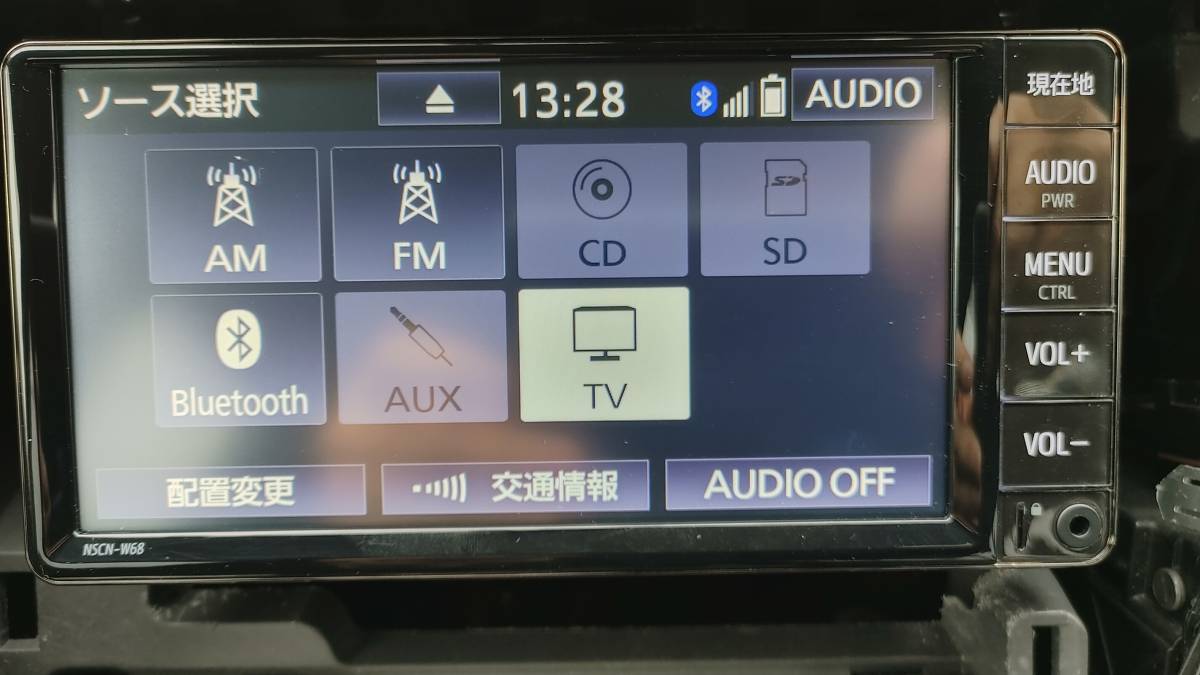 ソース選択
13:28
AUDIO
AM
FM
CD
SD
Bluetooth
AUX
TV
配置変更
交通情報
AUDIO OFF
NSCN-W68
現在地
AUDIO
PWR
MENU
CTRL
VOL+
VOL-